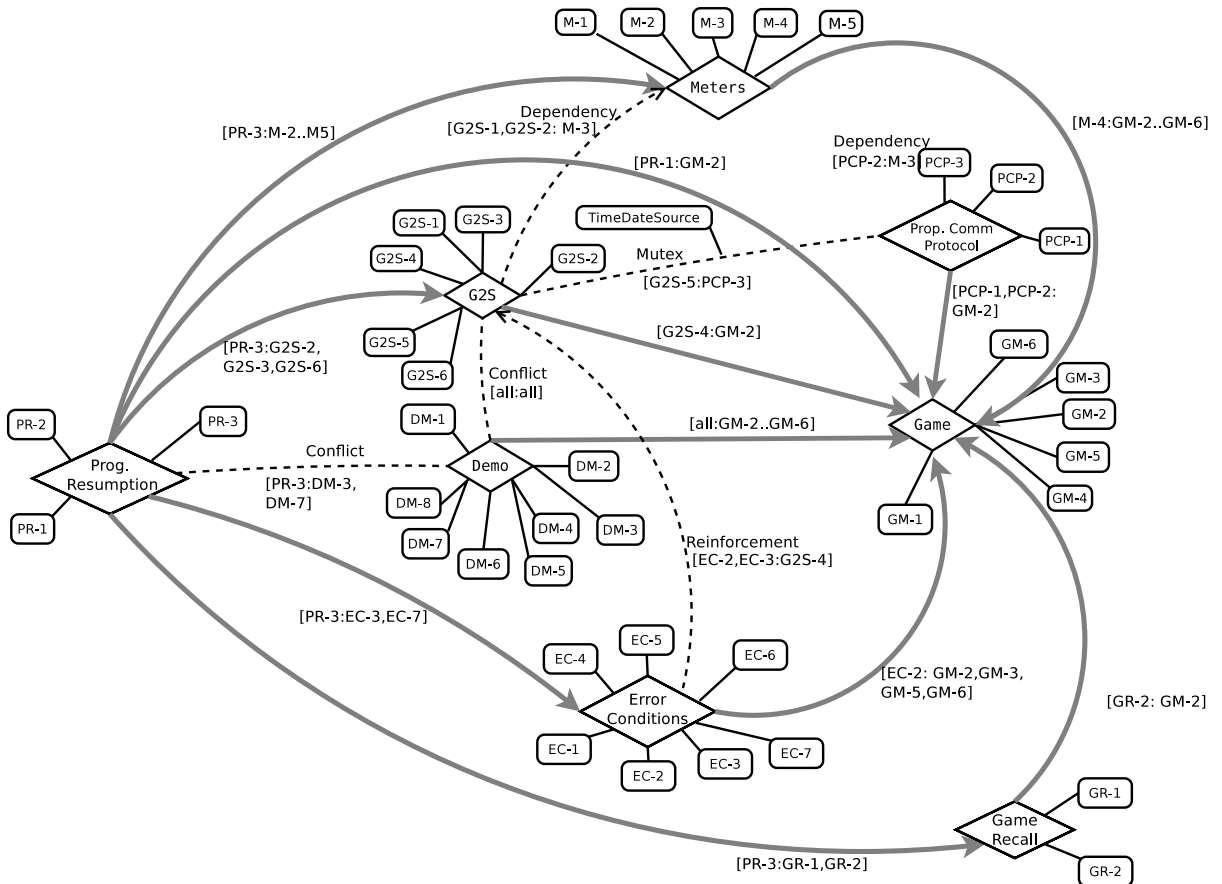 M-1
M-2
M-3
M-4
M-5
Meters
Dependency
[G2S-1,G2S-2: M-3]
[PR-3:M-2..M5]
[PR-1:GM-2]
Dependency
[PCP-2:M-3]
[M-4:GM-2..GM-6]
PCP-3
PCP-2
PCP-1
Prop. Comm
Protocol
TimeDateSource
Mutex
[G2S-5:PCP-3]
G2S-1
G2S-3
G2S-4
G2S-2
G2S
G2S-5
G2S-6
[PR-3:G2S-2,
G2S-3,G2S-6]
[G2S-4:GM-2]
[PCP-1,PCP-2:
GM-2]
Conflict
[all:all]
GM-6
GM-3
GM-2
GM-5
GM-4
GM-1
Game
[all:GM-2..GM-6]
PR-2
PR-3
Prog.
Resumption
PR-1
Conflict
[PR-3:DM-3,
DM-7]
DM-1
Demo
DM-2
DM-8
DM-7
DM-6
DM-5
DM-4
DM-3
Reinforcement
[EC-2,EC-3:G2S-4]
[PR-3:EC-3,EC-7]
EC-4
EC-5
EC-6
Error
Conditions
EC-1
EC-2
EC-3
EC-7
[EC-2: GM-2,GM-3,
GM-5,GM-6]
[GR-2: GM-2]
GR-1
Game
Recall
GR-2
[PR-3:GR-1,GR-2]